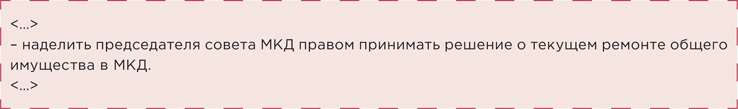 <...>
– наделить председателя совета МКД правом принимать решение о текущем ремонте общего
имущества в МКД.
<...>